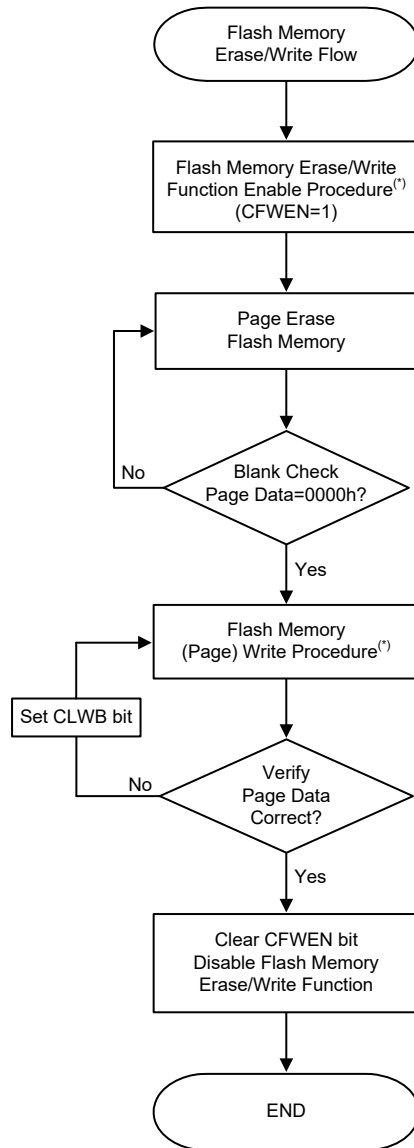 Flash Memory
Erase/Write Flow
Flash Memory Erase/Write
Function Enable Procedure(*)
(CFWEN=1)
Page Erase
Flash Memory
No
Blank Check
Page Data=0000h?
Yes
Flash Memory
(Page) Write Procedure(*)
Set CLWB bit
No
Verify
Page Data
Correct?
Yes
Clear CFWEN bit
Disable Flash Memory
Erase/Write Function
END